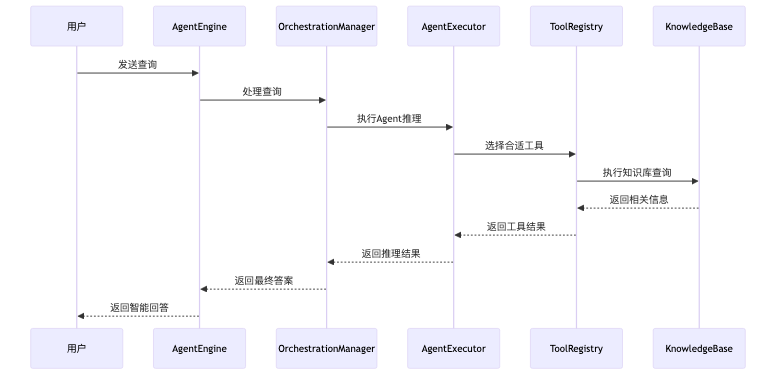 用户
AgentEngine
OrchestrationManager
AgentExecutor
ToolRegistry
KnowledgeBase
发送查询
处理查询
执行Agent推理
选择合适工具
执行知识库查询
返回相关信息
返回工具结果
返回推理结果
返回最终答案
返回智能回答
用户
AgentEngine
OrchestrationManager
AgentExecutor
ToolRegistry
KnowledgeBase